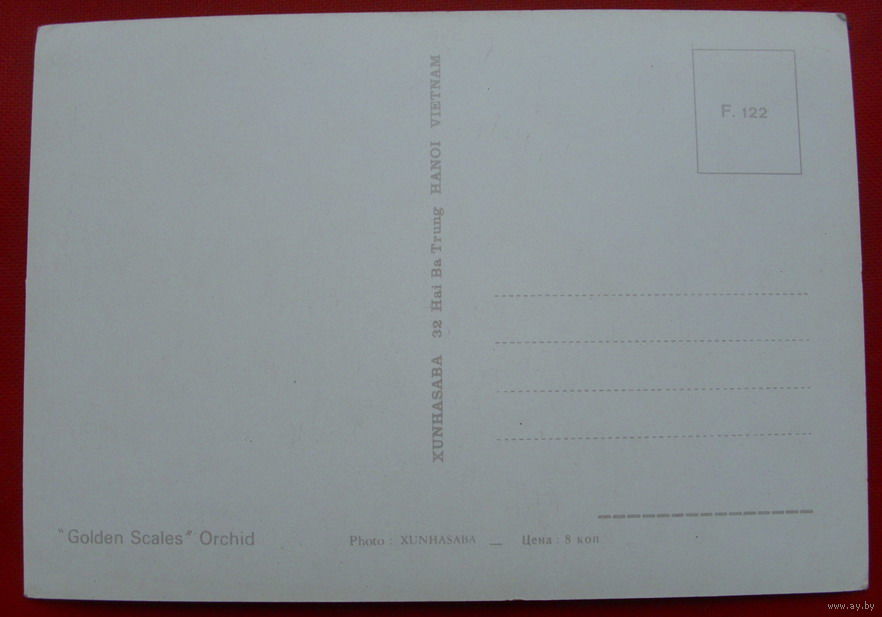 F. 122
XUNHASABA 32 Hai Ba Trung HANOI VIETNAM
"Golden Scales" Orchid
Photo : XUNHASABA — Цена : 8 коп
www.ay.by